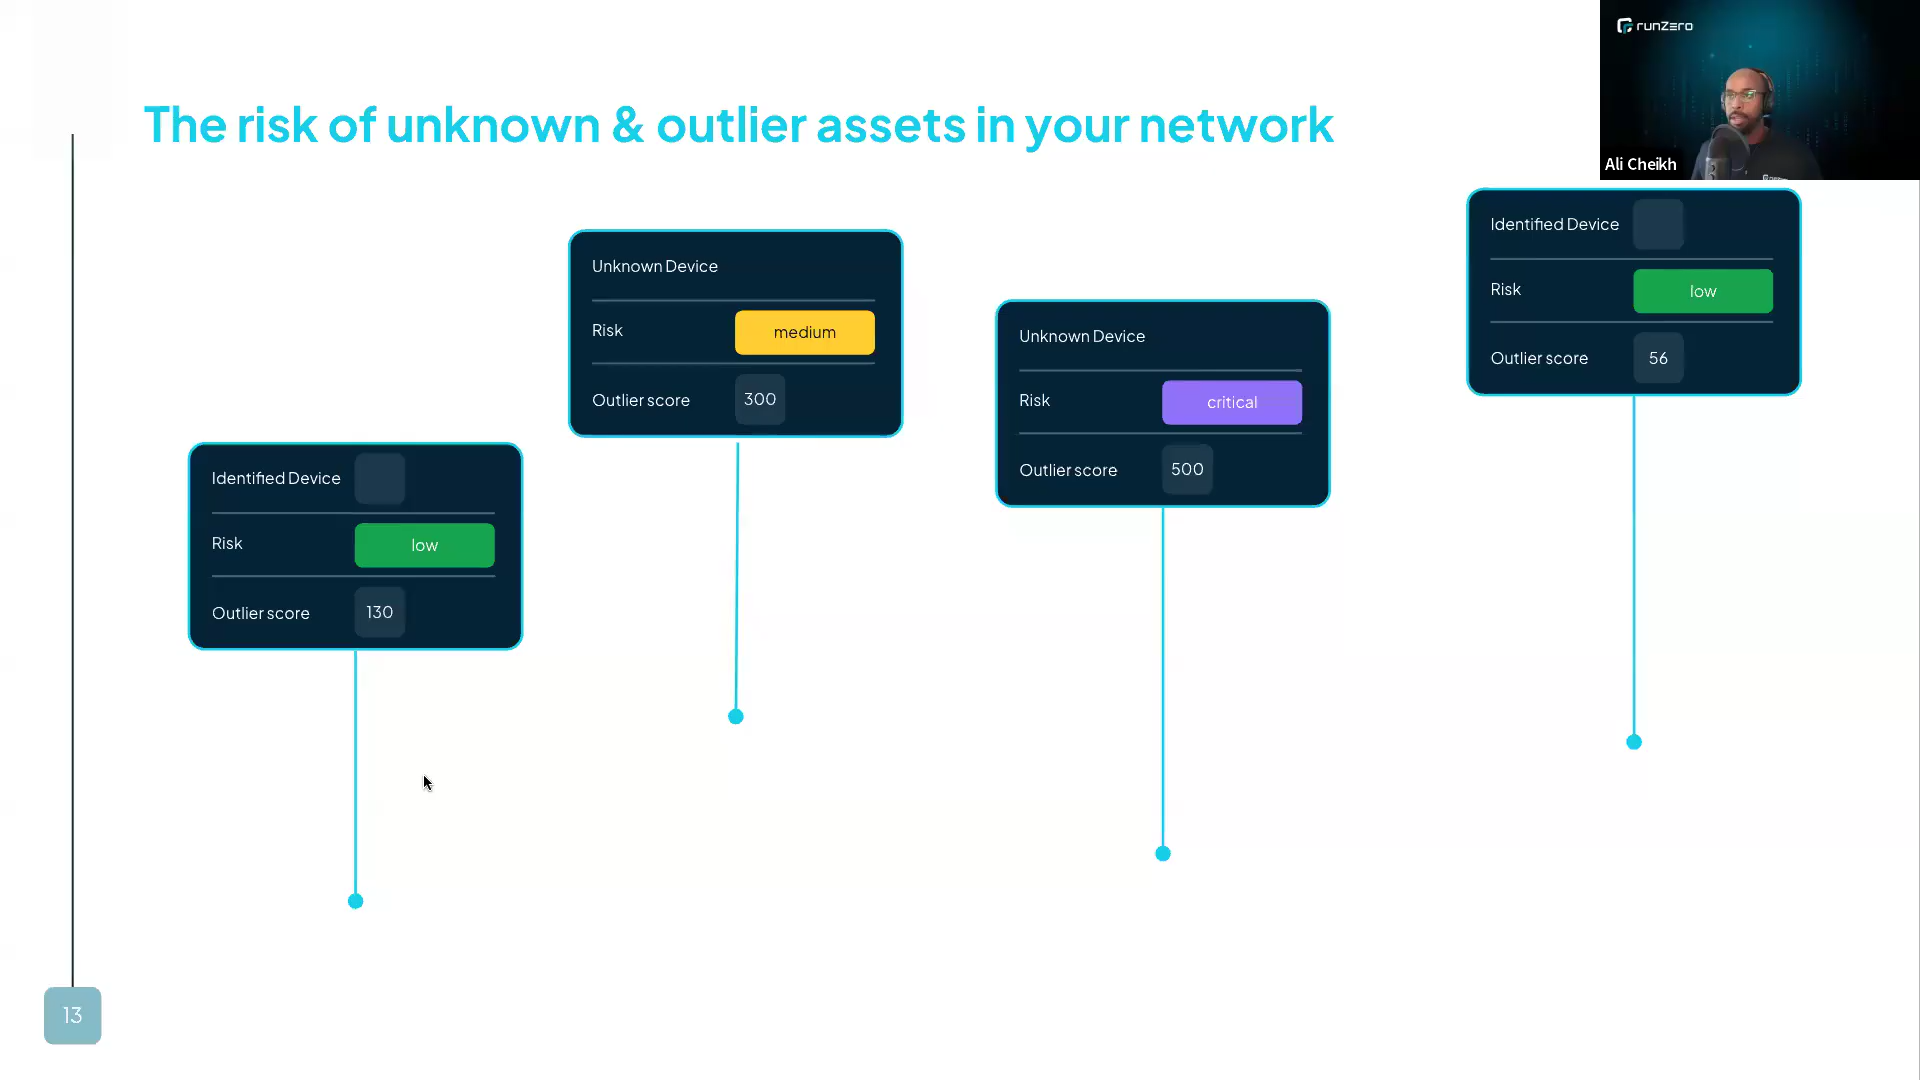 runZero
The risk of unknown & outlier assets in your network
Ali Cheikh
Identified Device
Risk low
Outlier score 130
Unknown Device
Risk medium
Outlier score 300
Unknown Device
Risk critical
Outlier score 500
Identified Device
Risk low
Outlier score 56
13